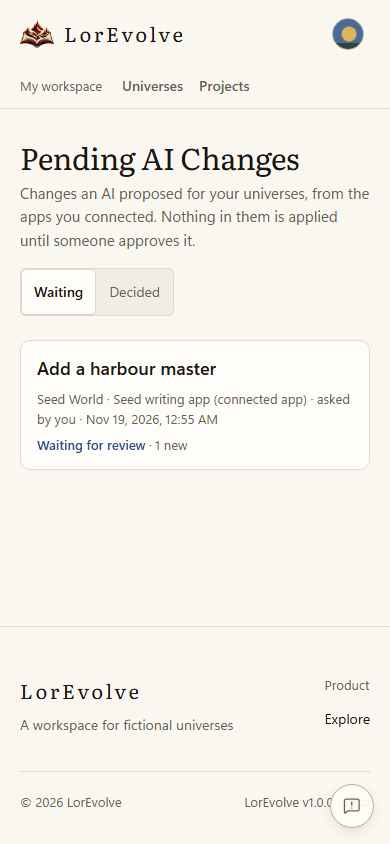 LorEvolve
My workspace Universes Projects
Pending AI Changes
Changes an AI proposed for your universes, from the
apps you connected. Nothing in them is applied
until someone approves it.
Waiting Decided
Add a harbour master
Seed World · Seed writing app (connected app) · asked
by you · Nov 19, 2026, 12:55 AM
Waiting for review · 1 new
LorEvolve
A workspace for fictional universes
Product
Explore
© 2026 LorEvolve
LorEvolve v1.0.0